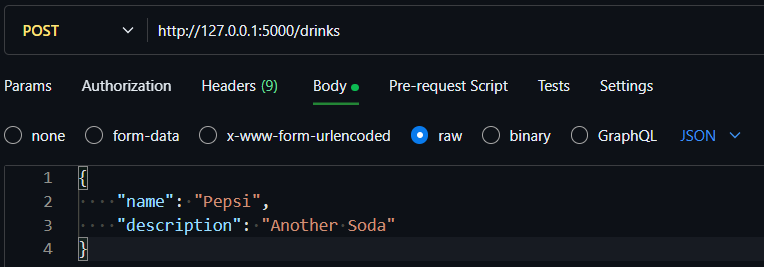 POST http://127.0.0.1:5000/drinks
Params Authorization Headers (9) Body Pre-request Script Tests Settings
none form-data x-www-form-urlencoded raw binary GraphQL JSON
1 {
2 "name": "Pepsi",
3 "description": "Another Soda"
4 }